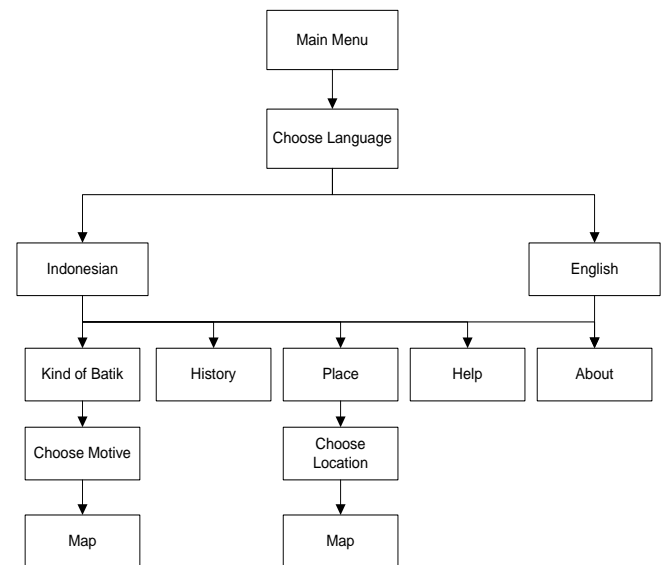 Main Menu
Choose Language
Indonesian
English
Kind of Batik
History
Place
Help
About
Choose Motive
Choose
Location
Map
Map